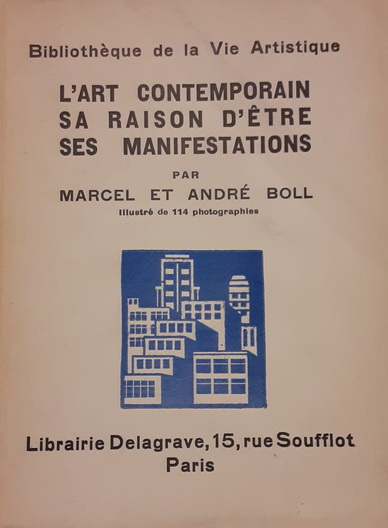 Bibliothèque de la Vie Artistique
L'ART CONTEMPORAIN
SA RAISON D'ÊTRE
SES MANIFESTATIONS
PAR
MARCEL ET ANDRÉ BOLL
Illustré de 114 photographies
Librairie Delagrave, 15, rue Soufflot
Paris